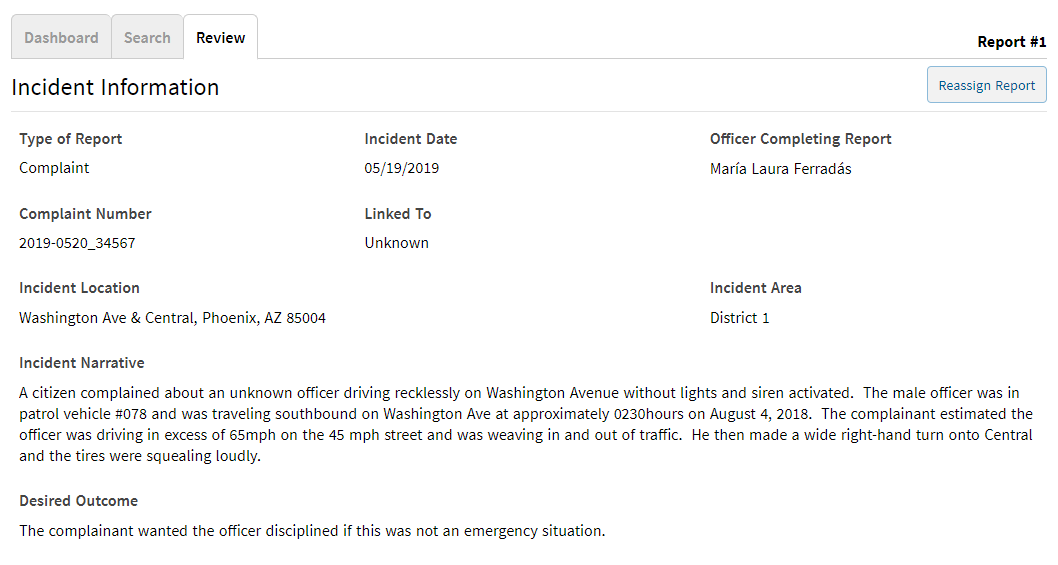 Dashboard Search Review Report #1
Incident Information Reassign Report
Type of Report Incident Date Officer Completing Report
Complaint 05/19/2019 María Laura Ferradás
Complaint Number Linked To
2019-0520_34567 Unknown
Incident Location Incident Area
Washington Ave & Central, Phoenix, AZ 85004 District 1
Incident Narrative
A citizen complained about an unknown officer driving recklessly on Washington Avenue without lights and siren activated.  The male officer was in
patrol vehicle #078 and was traveling southbound on Washington Ave at approximately 0230hours on August 4, 2018.  The complainant estimated the
officer was driving in excess of 65mph on the 45 mph street and was weaving in and out of traffic.  He then made a wide right-hand turn onto Central
and the tires were squealing loudly.
Desired Outcome
The complainant wanted the officer disciplined if this was not an emergency situation.